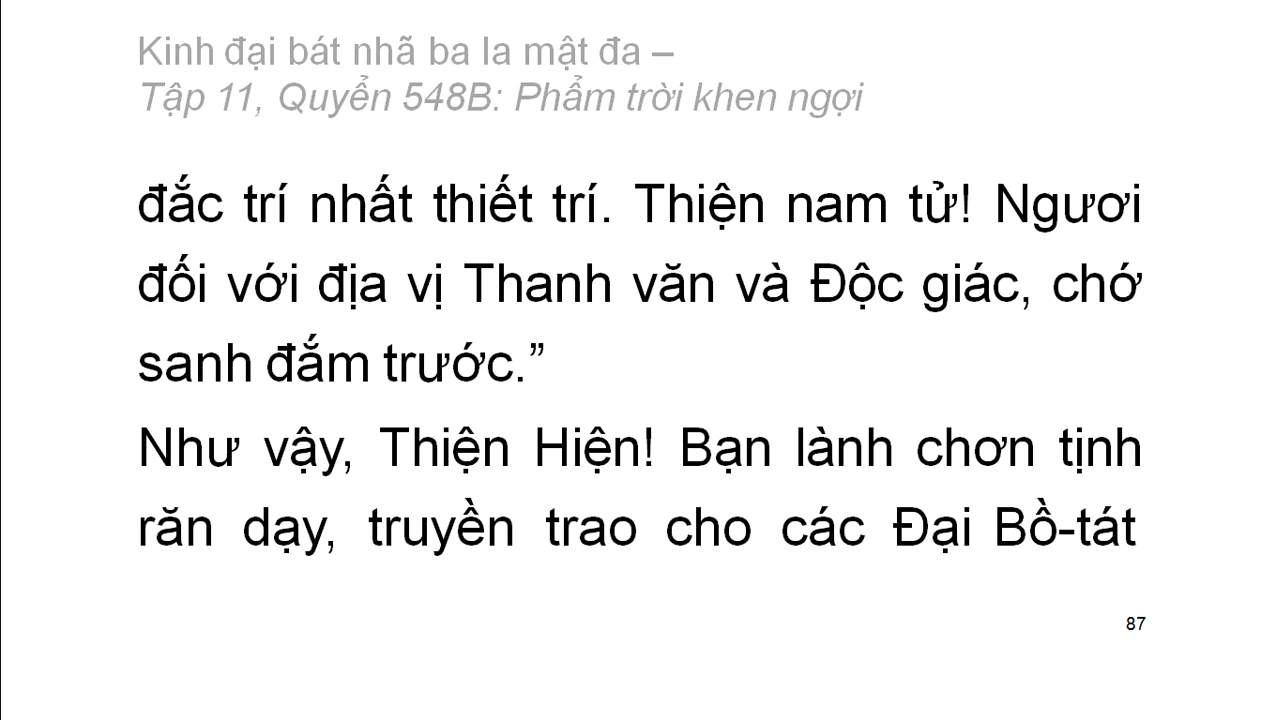 Kinh đại bát nhã ba la mật đa –
Tập 11, Quyển 548B: Phẩm trời khen ngợi
đắc trí nhất thiết trí. Thiện nam tử! Ngươi
đối với địa vị Thanh văn và Độc giác, chớ
sanh đắm trước.”
Như vậy, Thiện Hiện! Bạn lành chơn tịnh
răn dạy, truyền trao cho các Đại Bồ-tát
87